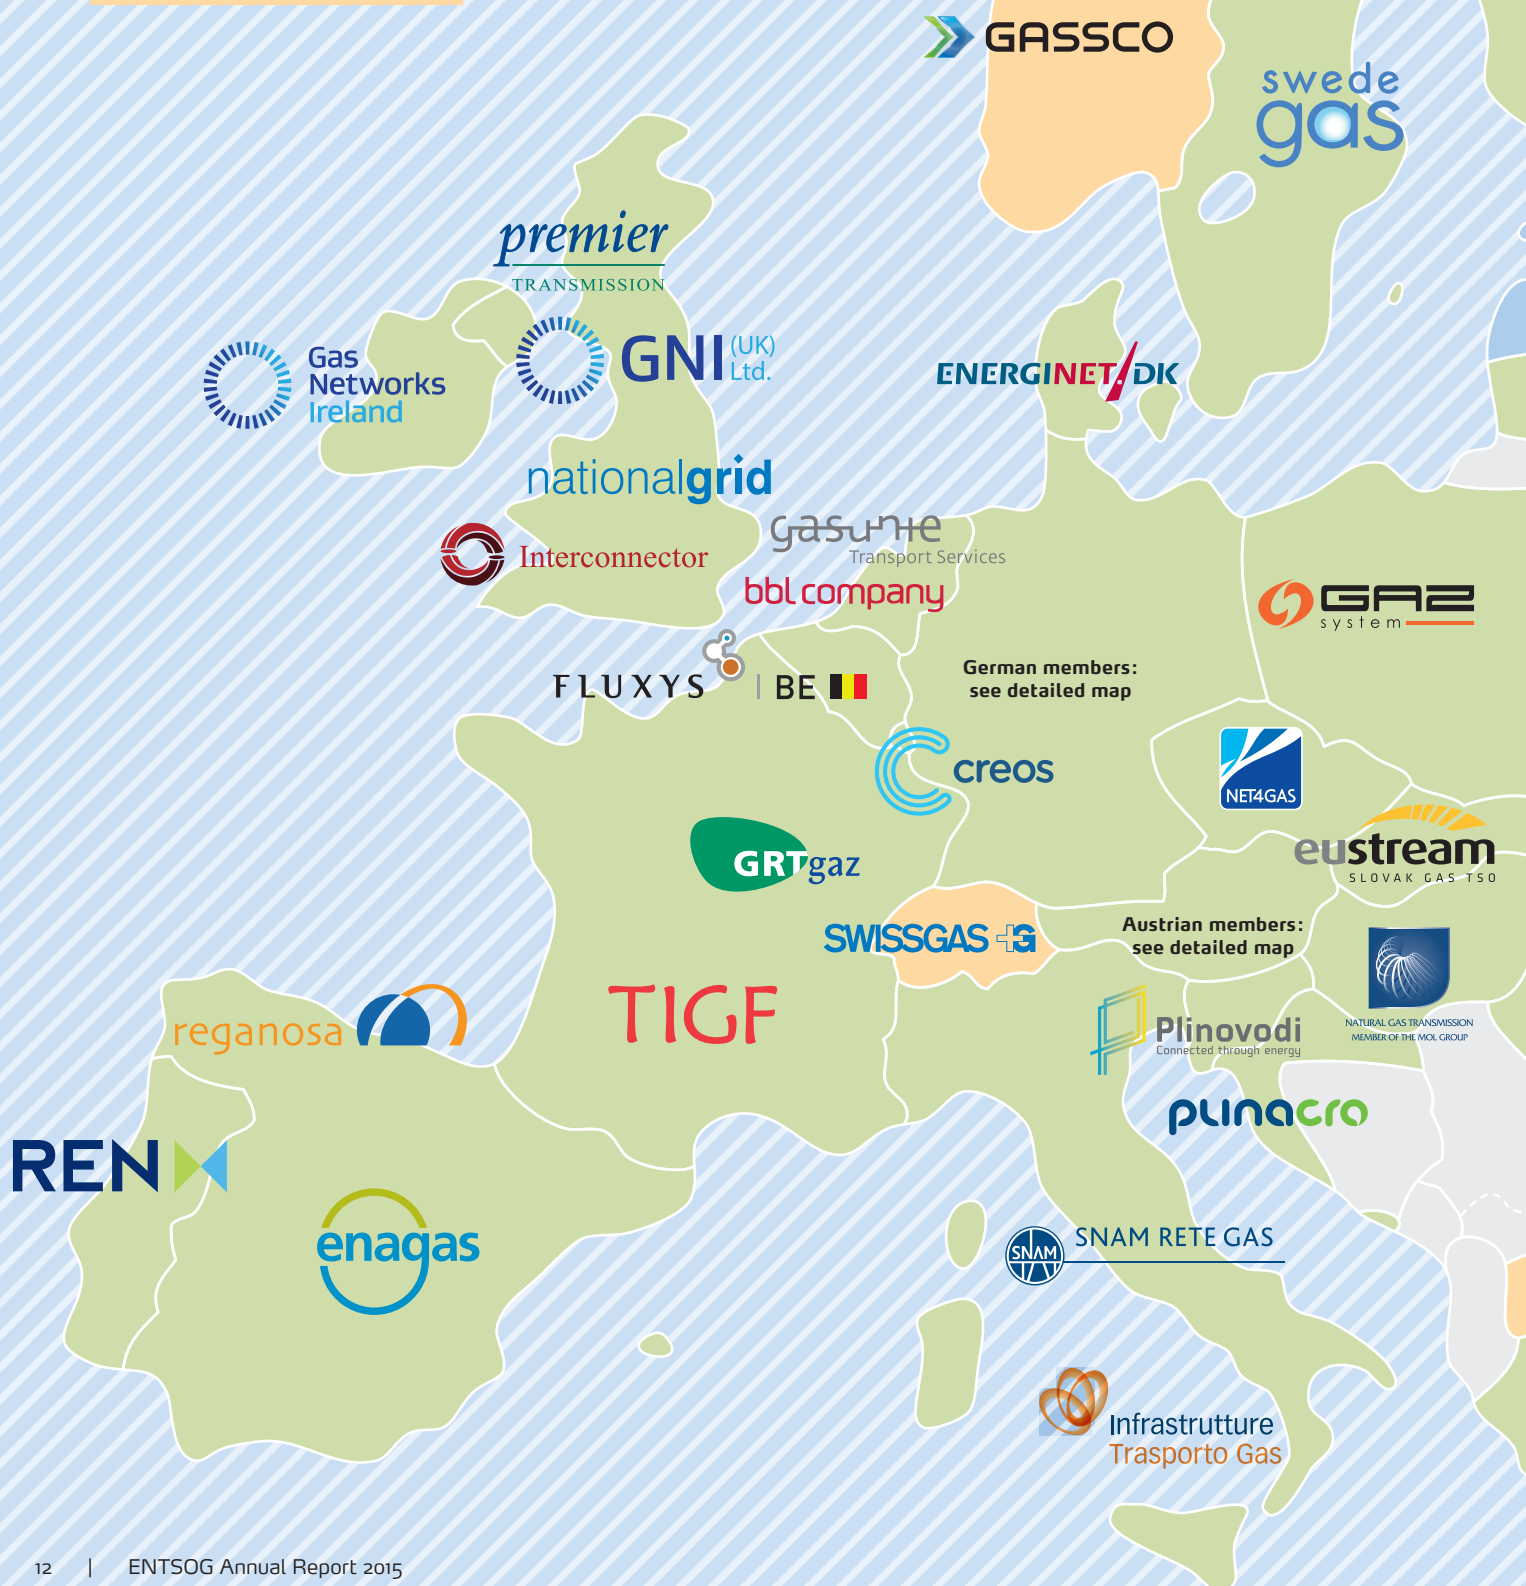 GASSCO
swede
gas
premier
TRANSMISSION
GNI (UK)
Ltd.
Gas
Networks
Ireland
ENERGINET.DK
nationalgrid
gasunie
Transport Services
Interconnector
bbl company
GAZ
system
FLUXYS | BE
German members:
see detailed map
creos
NET4GAS
eustream
SLOVAK GAS TSO
GRTgaz
SWISSGAS G
Austrian members:
see detailed map
NATURAL GAS TRANSMISSION
MEMBER OF THE MOL GROUP
TIGF
reganosa
Plinovodi
Connected through energy
plinacro
REN
enagas
SNAM
SNAM RETE GAS
Infrastrutture
Trasporto Gas
12 | ENTSOG Annual Report 2015